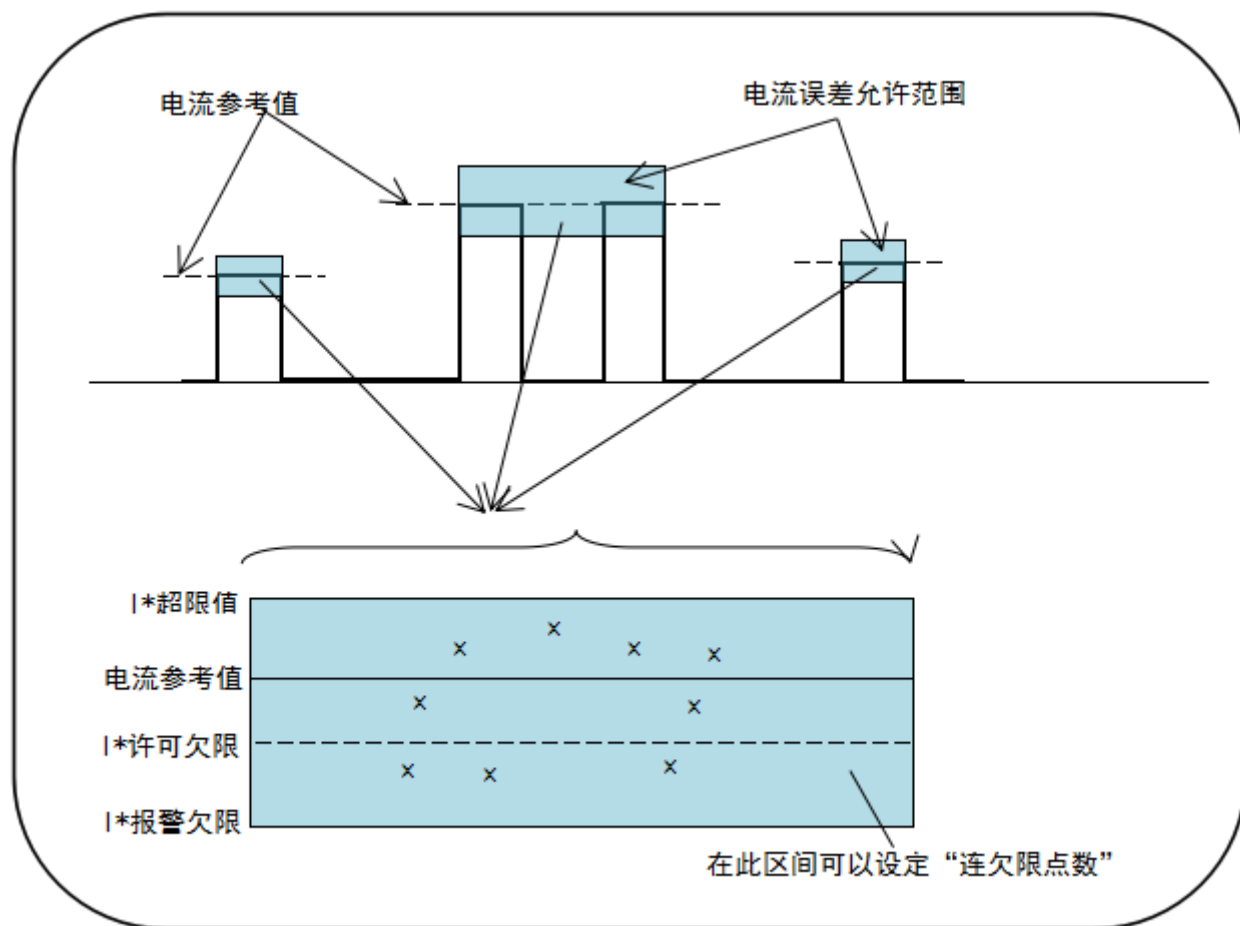 电流参考值
电流误差允许范围
I*超限值
电流参考值
I*许可欠限
I*报警欠限
在此区间可以设定“连欠限点数”